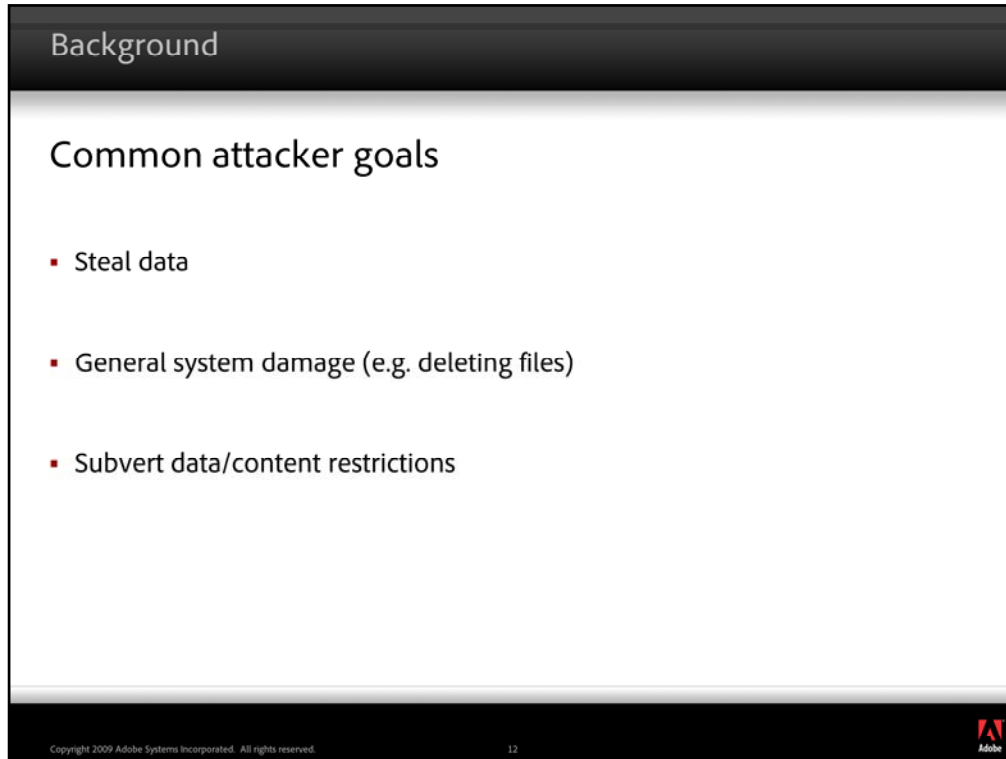 Background
Common attacker goals
▪ Steal data
▪ General system damage (e.g. deleting files)
▪ Subvert data/content restrictions
Copyright 2009 Adobe Systems Incorporated. All rights reserved.
12
Adobe